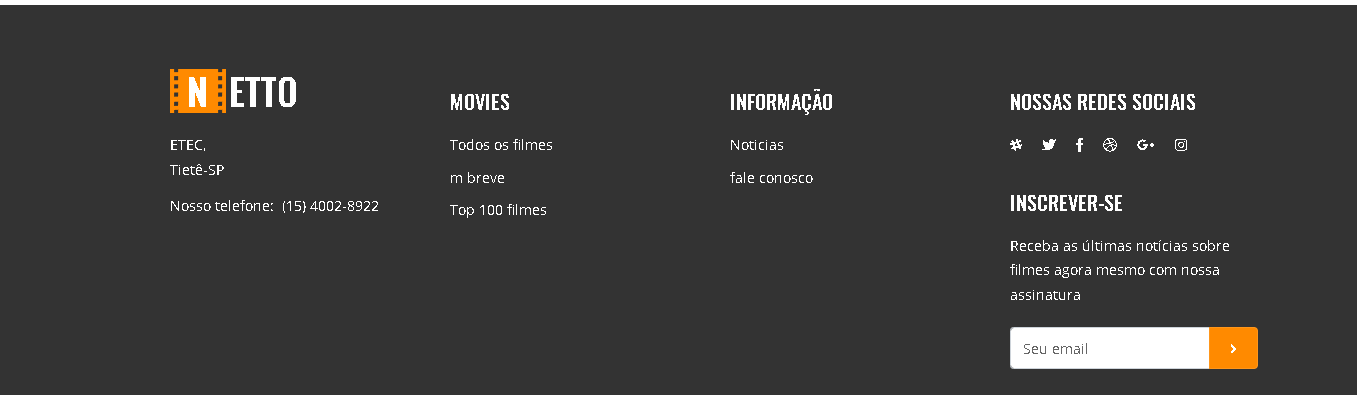 NETTO
ETEC,
Tietê-SP
Nosso telefone:  (15) 4002-8922
MOVIES
Todos os filmes
m breve
Top 100 filmes
INFORMAÇÃO
Noticias
fale conosco
NOSSAS REDES SOCIAIS
INSCREVER-SE
Receba as últimas notícias sobre
filmes agora mesmo com nossa
assinatura
Seu email